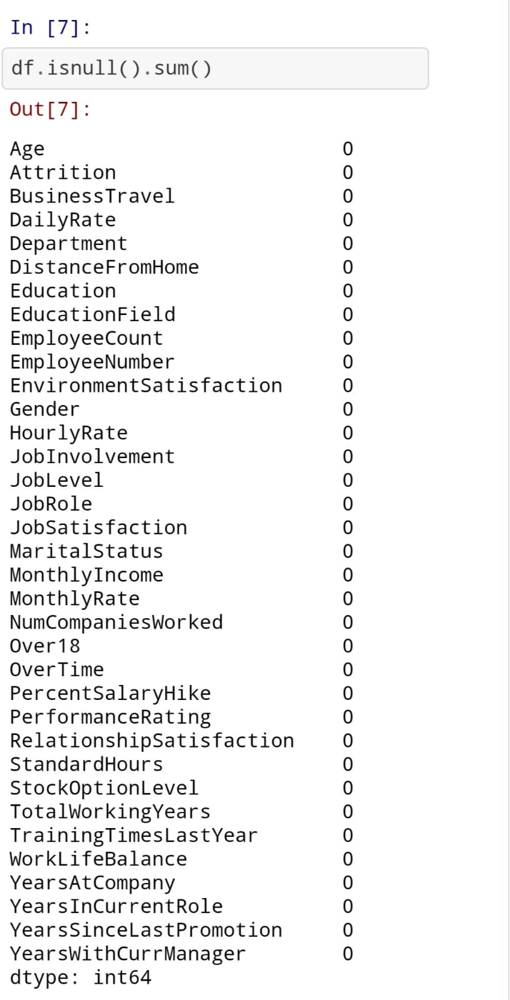 In [7]:
df.isnull().sum()
Out[7]:
Age 0
Attrition 0
BusinessTravel 0
DailyRate 0
Department 0
DistanceFromHome 0
Education 0
EducationField 0
EmployeeCount 0
EmployeeNumber 0
EnvironmentSatisfaction 0
Gender 0
HourlyRate 0
JobInvolvement 0
JobLevel 0
JobRole 0
JobSatisfaction 0
MaritalStatus 0
MonthlyIncome 0
MonthlyRate 0
NumCompaniesWorked 0
Over18 0
OverTime 0
PercentSalaryHike 0
PerformanceRating 0
RelationshipSatisfaction 0
StandardHours 0
StockOptionLevel 0
TotalWorkingYears 0
TrainingTimesLastYear 0
WorkLifeBalance 0
YearsAtCompany 0
YearsInCurrentRole 0
YearsSinceLastPromotion 0
YearsWithCurrManager 0
dtype: int64